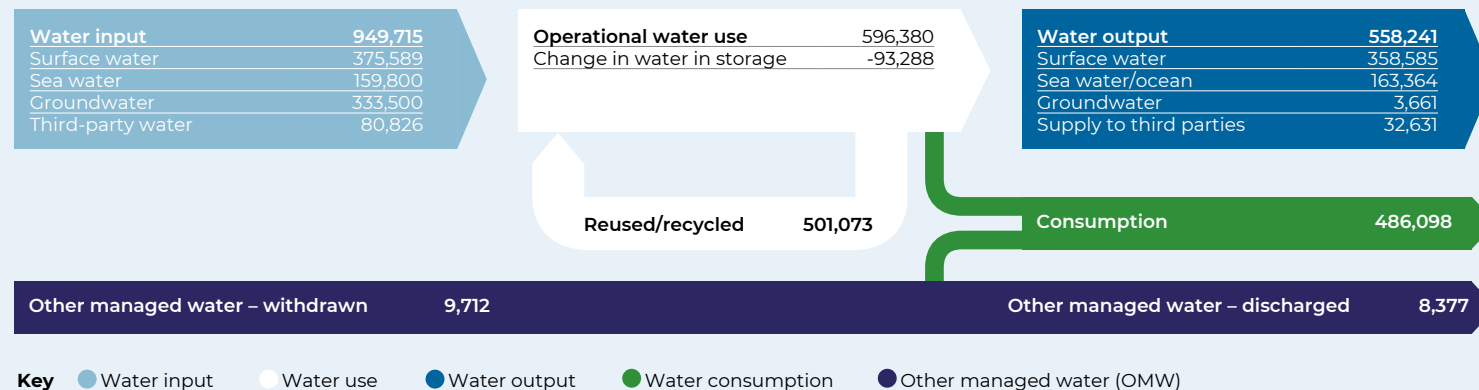 Water input 949,715
Surface water 375,589
Sea water 159,800
Groundwater 333,500
Third-party water 80,826
Operational water use 596,380
Change in water in storage -93,288
Water output 558,241
Surface water 358,585
Sea water/ocean 163,364
Groundwater 3,661
Supply to third parties 32,631
Reused/recycled 501,073
Consumption 486,098
Other managed water – withdrawn 9,712
Other managed water – discharged 8,377
Key Water input Water use Water output Water consumption Other managed water (OMW)